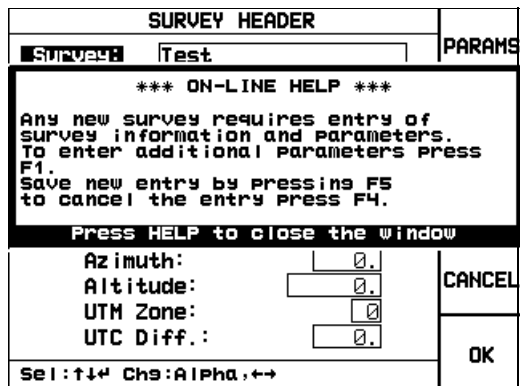 SURVEY HEADER
PARAMS
Survey: Test
*** ON-LINE HELP ***
Any new survey requires entry of
survey information and parameters.
To enter additional parameters press
F1.
Save new entry by pressing F5
to cancel the entry press F4.
Press HELP to close the window
Azimuth: 0.
Altitude: 0.
CANCEL
UTM Zone: 0
UTC Diff.: 0.
OK
Sel:↑↓↵ Chg:Alpha,←→